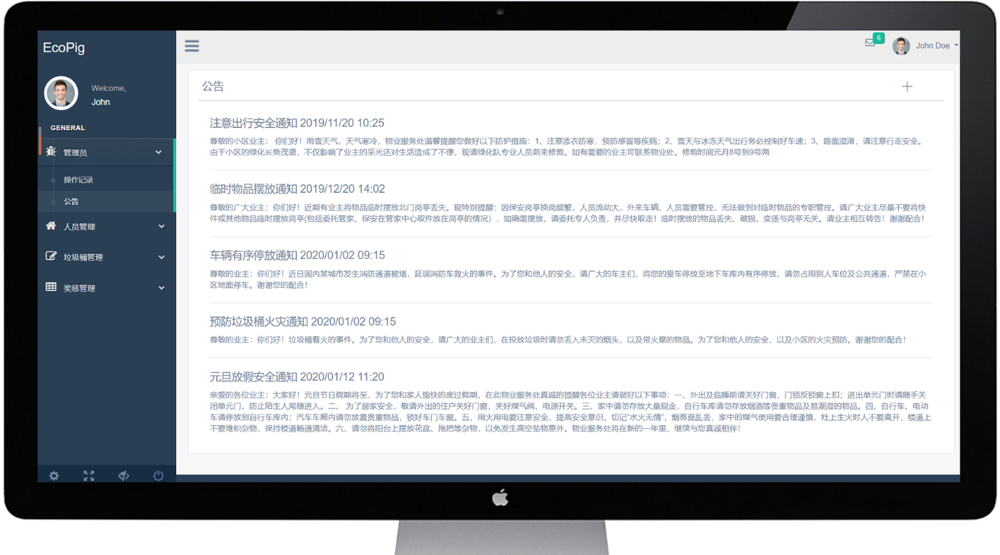 EcoPig
6
John Doe
Welcome,
John
GENERAL
管理员
操作记录
公告
人员管理
垃圾桶管理
奖惩管理
公告
注意出行安全通知 2019/11/20 10:25
尊敬的小区业主： 你们好！雨雪天气，天气寒冷，物业服务处温馨提醒您做好以下防护措施：1、注意添衣防寒，预防感冒等疾病；2、雪天与冰冻天气出行务必控制好车速；3、路面湿滑，请注意行走安全。
由于小区的绿化长势茂盛，不仅影响了业主的采光还对生活造成了不便，现请绿化队专业人员前来修剪。如有需要的业主可联系物业处。修剪时间元月8号到9号两
临时物品摆放通知 2019/12/20 14:02
尊敬的广大业主：你们好！近期有业主将物品临时摆放北门岗亭丢失。现特别提醒：因保安岗亭换岗频繁，人员流动大，外来车辆、人员需要管控，无法做到对临时物品的专职管控。请广大业主尽量不要将快
件或其他物品临时摆放岗亭(包括委托管家、保安在管家中心取件放在岗亭的情况），如确需摆放，请委托专人负责，并尽快取走！临时摆放的物品丢失、破损、变质与岗亭无关。请业主相互转告！谢谢配合！
车辆有序停放通知 2020/01/02 09:15
尊敬的业主：你们好！近日国内某城市发生消防通道被堵，延误消防车救火的事件。为了您和他人的安全，请广大的车主们，将您的爱车停放至地下车库内有序停放，请勿占用别人车位及公共通道，严禁在小
区地面停车。谢谢您的配合！
预防垃圾桶火灾通知 2020/01/02 09:15
尊敬的业主：你们好！垃圾桶着火的事件。为了您和他人的安全，请广大的业主们，在投放垃圾时请勿丢入未灭的烟头，以及带火星的物品。为了您和他人的安全，以及小区的火灾预防。谢谢您的配合！
元旦放假安全通知 2020/01/12 11:20
亲爱的各位业主：大家好！元旦节日假期将至，为了您和家人愉快的度过假期，在此物业服务处真诚的提醒各位业主请做好以下事项：一、外出及临睡前请关好门窗，门锁反锁窗上扣；进出单元门时请随手关
闭单元门，防止陌生人尾随进入。二、 为了居家安全，敬请外出的住户关好门窗，关好煤气阀、电源开关。三、家中请勿存放大量现金，自行车库请勿存放烟酒等贵重物品及易潮湿的物品。四、自行车、电动
车请停放到自行车库内；汽车车厢内请勿放置贵重物品，锁好车门车窗。五、用火用电要注意安全，提高安全意识，切记“水火无情”，烟蒂莫乱丢，家中的煤气使用要合理谨慎，灶上生火时人不要离开，楼道上
不要堆积杂物，保持楼道畅通清洁。六、请勿将阳台上摆放花盆、拖把等杂物，以免发生高空坠物意外。物业服务处将在新的一年里，继续与您真诚相伴！